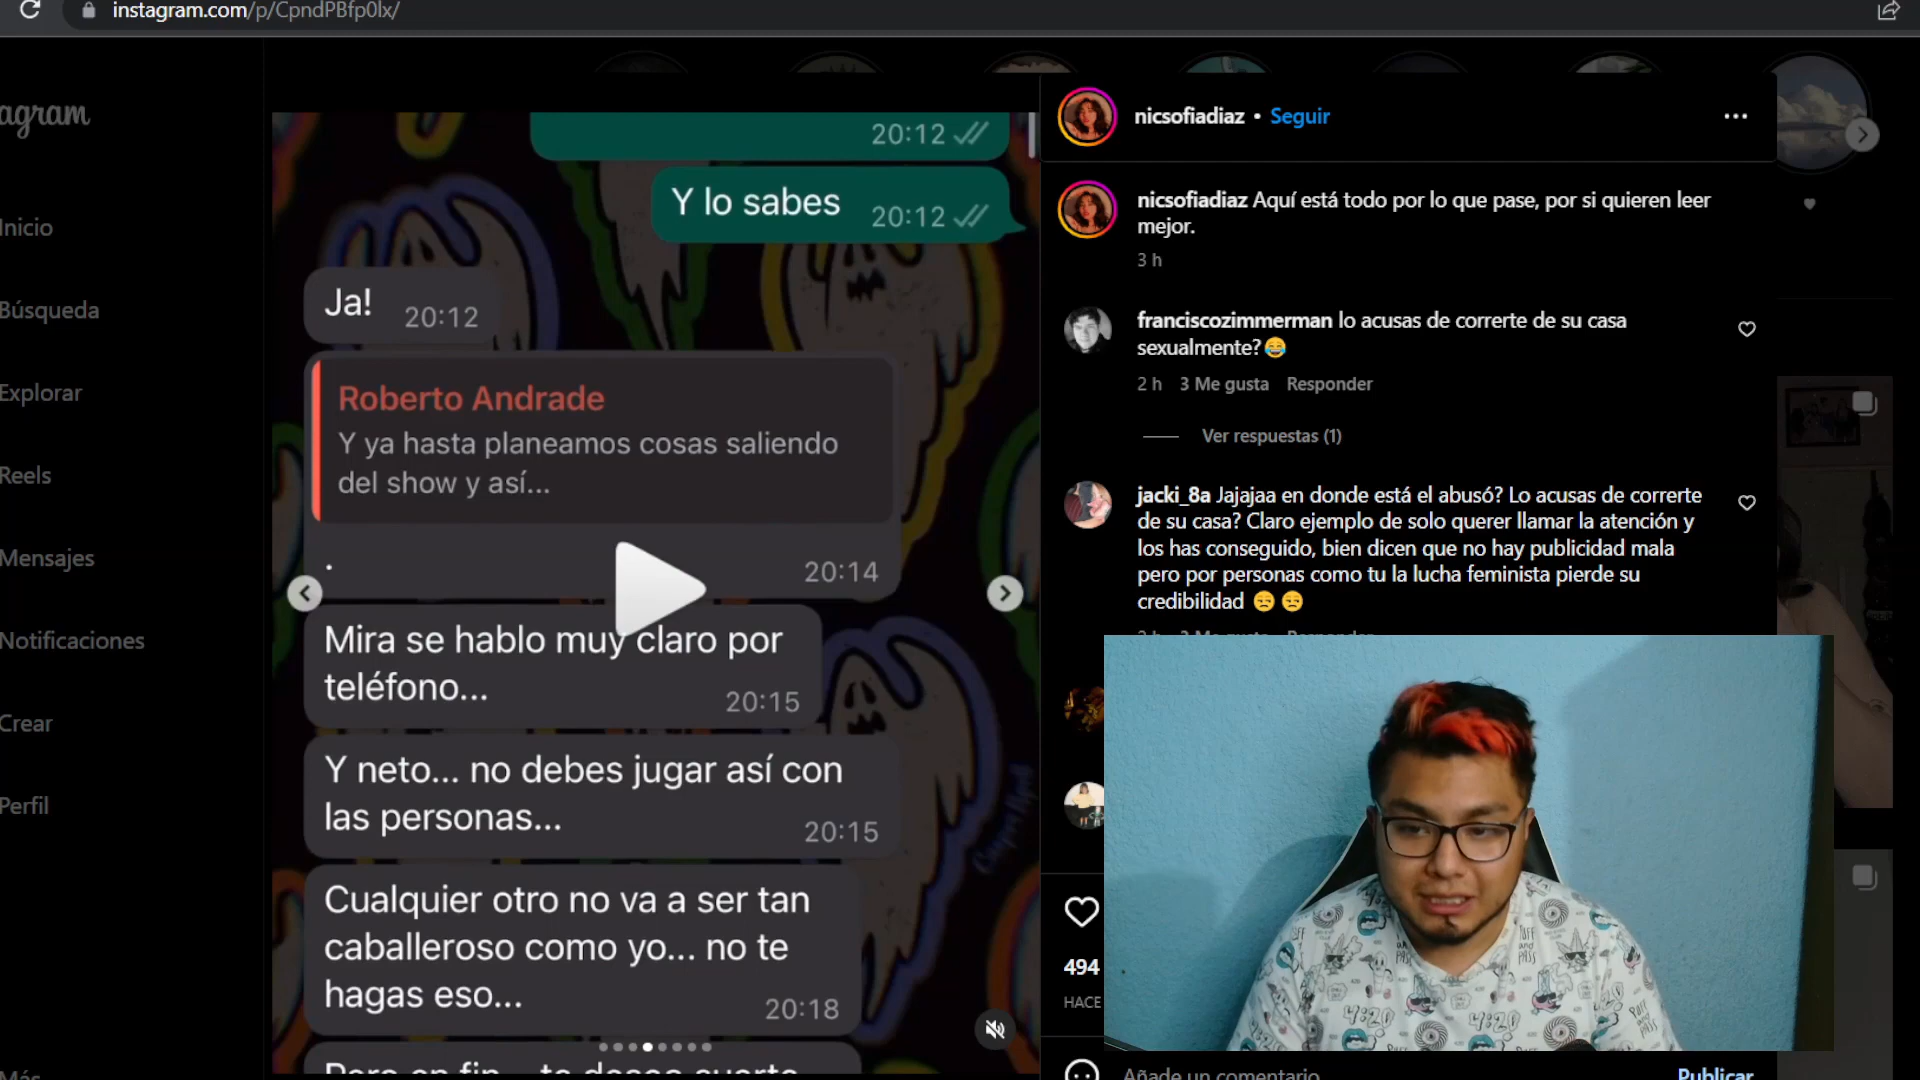 instagram.com/p/CpndPBfp0lx/
agram
Inicio
Búsqueda
Explorar
Reels
Mensajes
Notificaciones
Crear
Perfil
20:12
Y lo sabes 20:12
Ja! 20:12
Roberto Andrade
Y ya hasta planeamos cosas saliendo
del show y así...
. 20:14
Mira se hablo muy claro por
teléfono... 20:15
Y neto... no debes jugar así con
las personas... 20:15
Cualquier otro no va a ser tan
caballeroso como yo... no te
hagas eso... 20:18
nicsofiadiaz • Seguir
nicsofiadiaz Aquí está todo por lo que pase, por si quieren leer
mejor.
3 h
franciscozimmerman lo acusas de correrte de su casa
sexualmente?😂
2 h 3 Me gusta Responder
Ver respuestas (1)
jacki_8a Jajajaa en donde está el abusó? Lo acusas de correrte
de su casa? Claro ejemplo de solo querer llamar la atención y
los has conseguido, bien dicen que no hay publicidad mala
pero por personas como tu la lucha feminista pierde su
credibilidad 😒 😒
494
HACE
Añade un comentario
Publicar
4:20
4:20